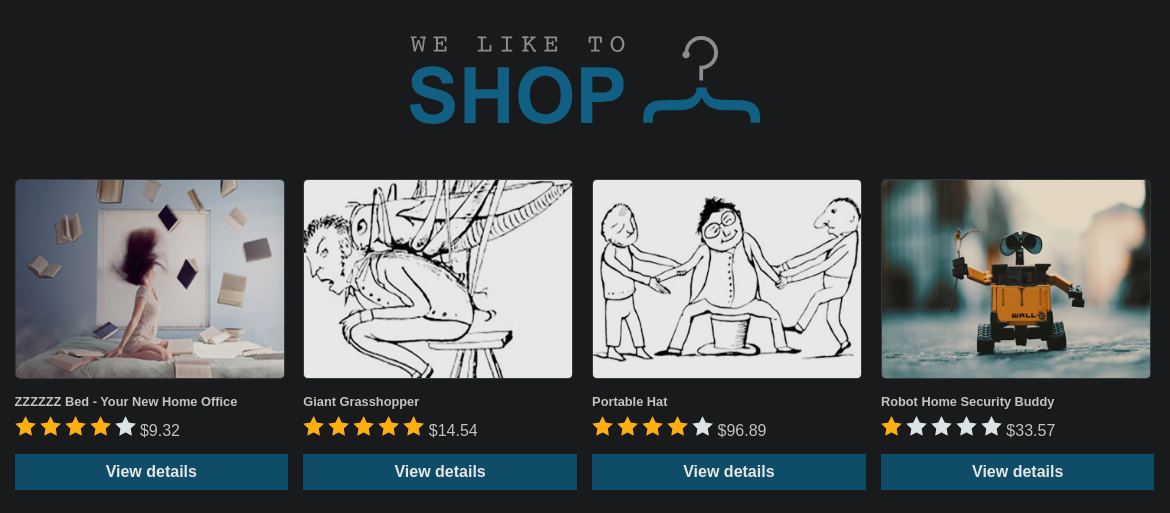 WE LIKE TO
SHOP
WALL·E
ZZZZZZ Bed - Your New Home Office
$9.32
View details
Giant Grasshopper
$14.54
View details
Portable Hat
$96.89
View details
Robot Home Security Buddy
$33.57
View details